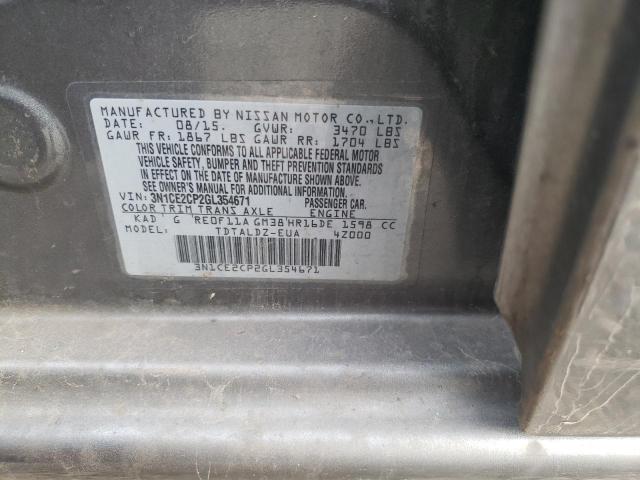 MANUFACTURED BY NISSAN MOTOR CO.,LTD.
DATE: 08/15. GVWR: 3470 LBS
GAWR FR: 1867 LBS GAWR RR: 1704 LBS
THIS VEHICLE CONFORMS TO ALL APPLICABLE FEDERAL MOTOR
VEHICLE SAFETY, BUMPER AND THEFT PREVENTION STANDARDS
IN EFFECT ON THE DATE OF MANUFACTURE SHOWN ABOVE.
SEE OWNER'S MANUAL FOR ADDITIONAL INFORMATION.
VIN: 3N1CE2CP2GL354671 PASSENGER CAR.
COLOR TRIM TRANS AXLE ENGINE
KAD G RE0F11A GM38 HR16DE 1598 CC
MODEL: TDTALDZ-EUA 4Z000
3N1CE2CP2GL354671